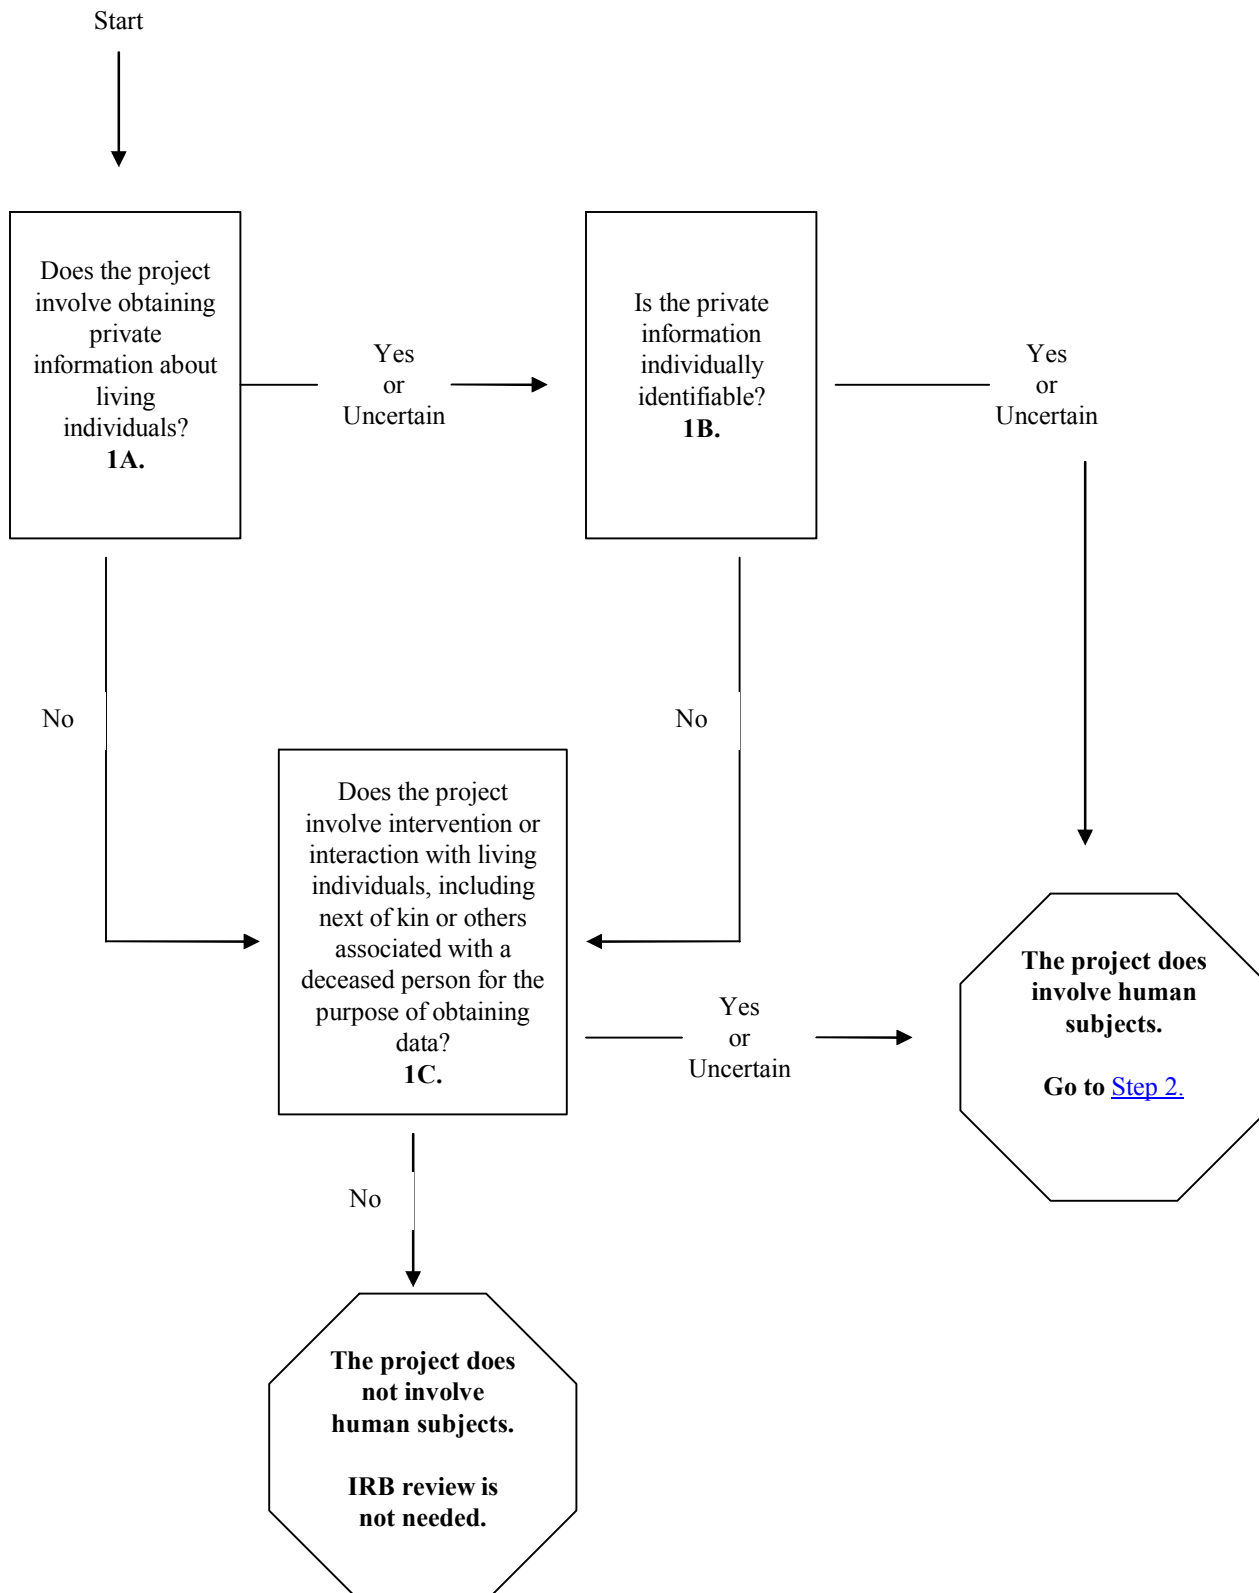 Start
Does the project
involve obtaining
private
information about
living
individuals?
1A.
Yes
or
Uncertain
Is the private
information
individually
identifiable?
1B.
Yes
or
Uncertain
No
No
Does the project
involve intervention or
interaction with living
individuals, including
next of kin or others
associated with a
deceased person for the
purpose of obtaining
data?
1C.
Yes
or
Uncertain
The project does
involve human
subjects.
Go to Step 2.
No
The project does
not involve
human subjects.
IRB review is
not needed.